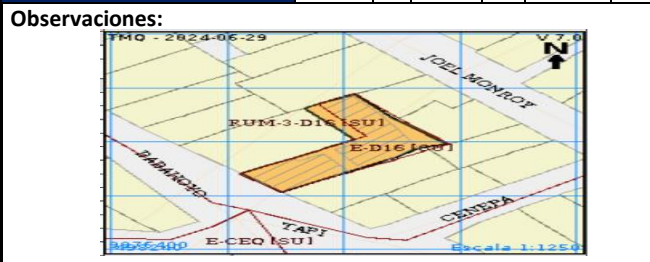 Observaciones:
TMQ - 2024-06-29
V 7.0
N
JOEL MONROY
RUM-3-D16 [SU]
E-D16 [SU]
BABAHOYO
CENEPA
TAPI
E-CEQ [SU]
Escala 1:1250